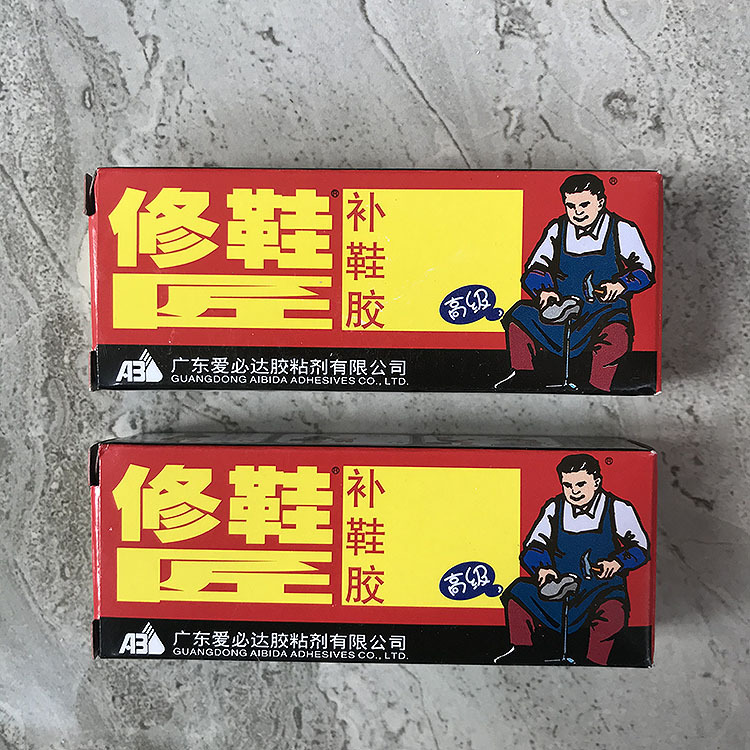 修鞋匠®
补鞋胶
高级
®
AB
广东爱必达胶粘剂有限公司
GUANGDONG AIBIDA ADHESIVES CO., LTD.
修鞋匠®
补鞋胶
高级
®
AB
广东爱必达胶粘剂有限公司
GUANGDONG AIBIDA ADHESIVES CO., LTD.